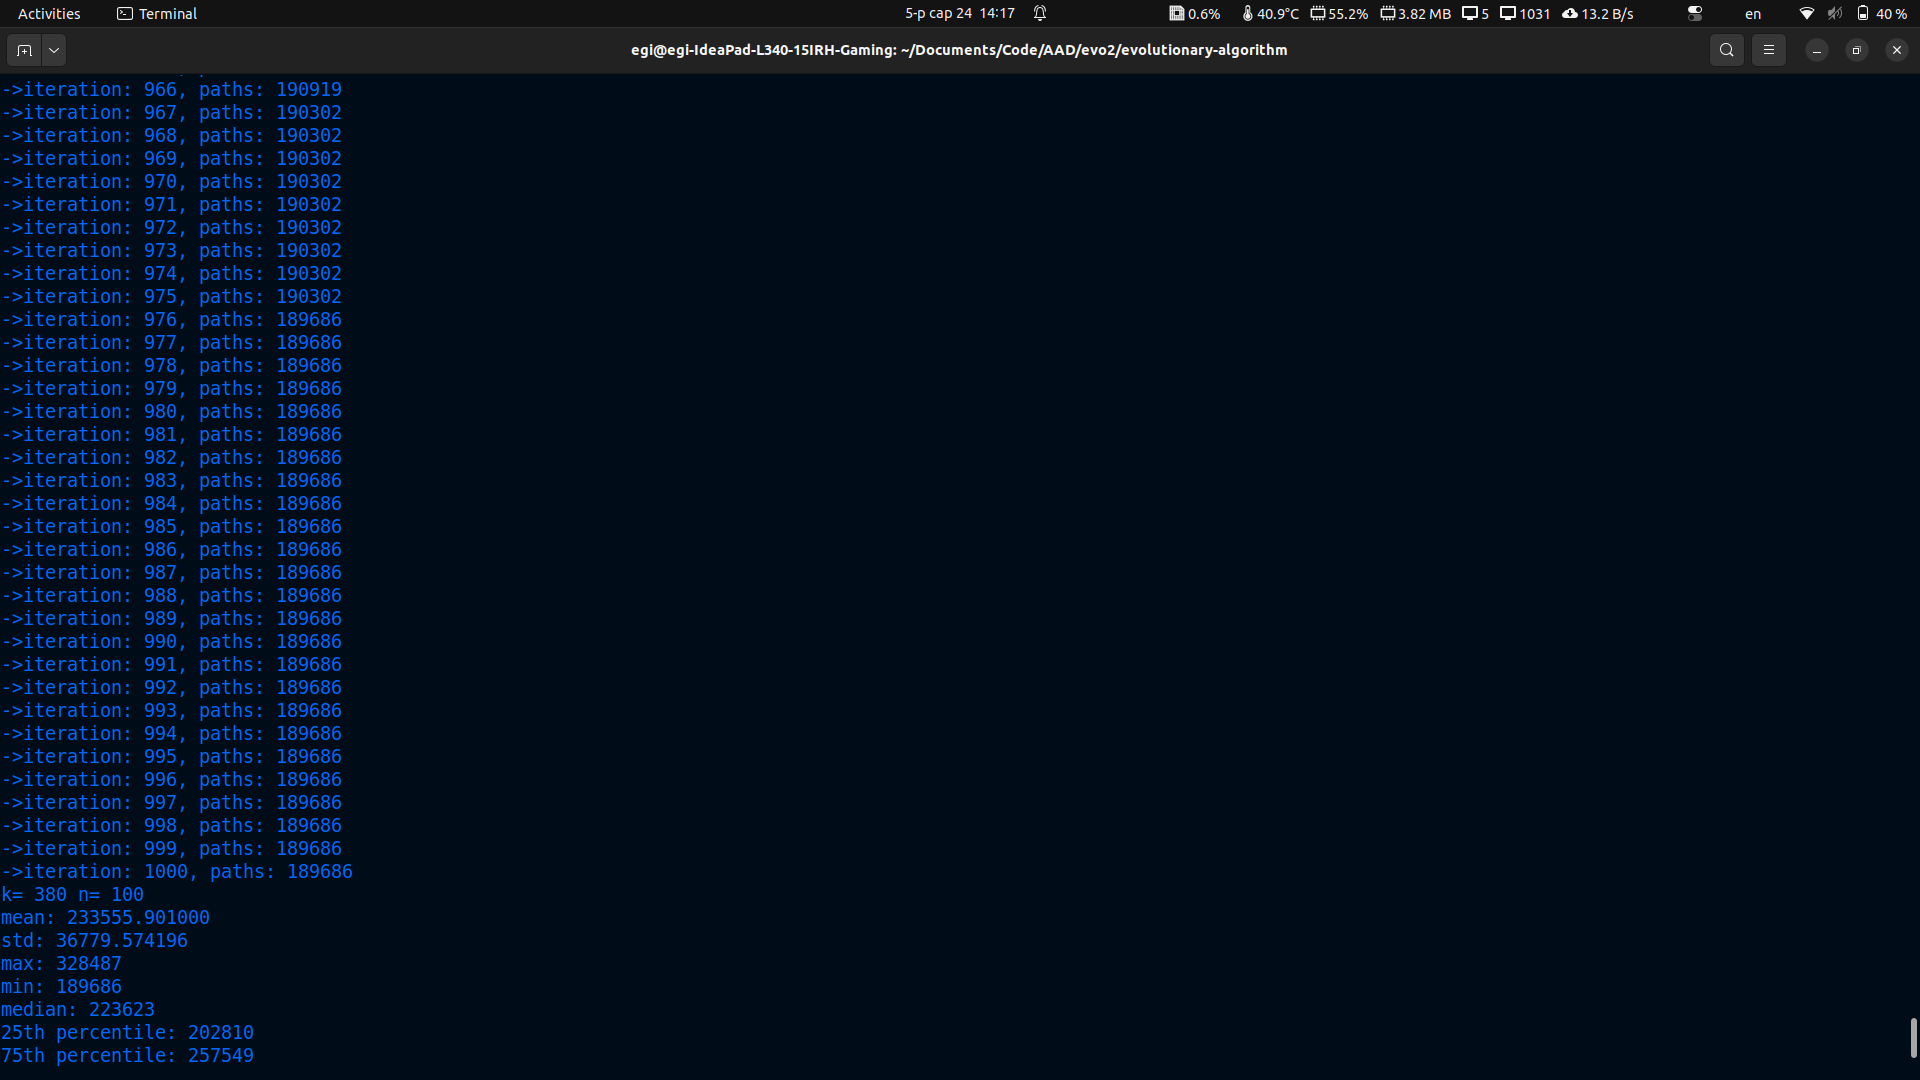 Activities Terminal 5-р сар 24 14:17 0.6% 40.9°C 55.2% 3.82 MB 5 1031 13.2 B/s en 40 %
egi@egi-IdeaPad-L340-15IRH-Gaming: ~/Documents/Code/AAD/evo2/evolutionary-algorithm
->iteration: 966, paths: 190919
->iteration: 967, paths: 190302
->iteration: 968, paths: 190302
->iteration: 969, paths: 190302
->iteration: 970, paths: 190302
->iteration: 971, paths: 190302
->iteration: 972, paths: 190302
->iteration: 973, paths: 190302
->iteration: 974, paths: 190302
->iteration: 975, paths: 190302
->iteration: 976, paths: 189686
->iteration: 977, paths: 189686
->iteration: 978, paths: 189686
->iteration: 979, paths: 189686
->iteration: 980, paths: 189686
->iteration: 981, paths: 189686
->iteration: 982, paths: 189686
->iteration: 983, paths: 189686
->iteration: 984, paths: 189686
->iteration: 985, paths: 189686
->iteration: 986, paths: 189686
->iteration: 987, paths: 189686
->iteration: 988, paths: 189686
->iteration: 989, paths: 189686
->iteration: 990, paths: 189686
->iteration: 991, paths: 189686
->iteration: 992, paths: 189686
->iteration: 993, paths: 189686
->iteration: 994, paths: 189686
->iteration: 995, paths: 189686
->iteration: 996, paths: 189686
->iteration: 997, paths: 189686
->iteration: 998, paths: 189686
->iteration: 999, paths: 189686
->iteration: 1000, paths: 189686
k= 380 n= 100
mean: 233555.901000
std: 36779.574196
max: 328487
min: 189686
median: 223623
25th percentile: 202810
75th percentile: 257549